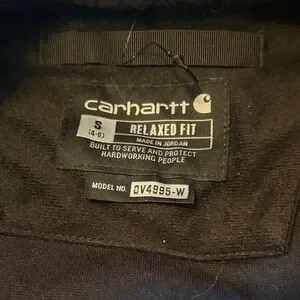 carhartt
S
(4-6)
RELAXED FIT
MADE IN JORDAN
BUILT TO SERVE AND PROTECT
HARDWORKING PEOPLE
MODEL NO. OV4995-W